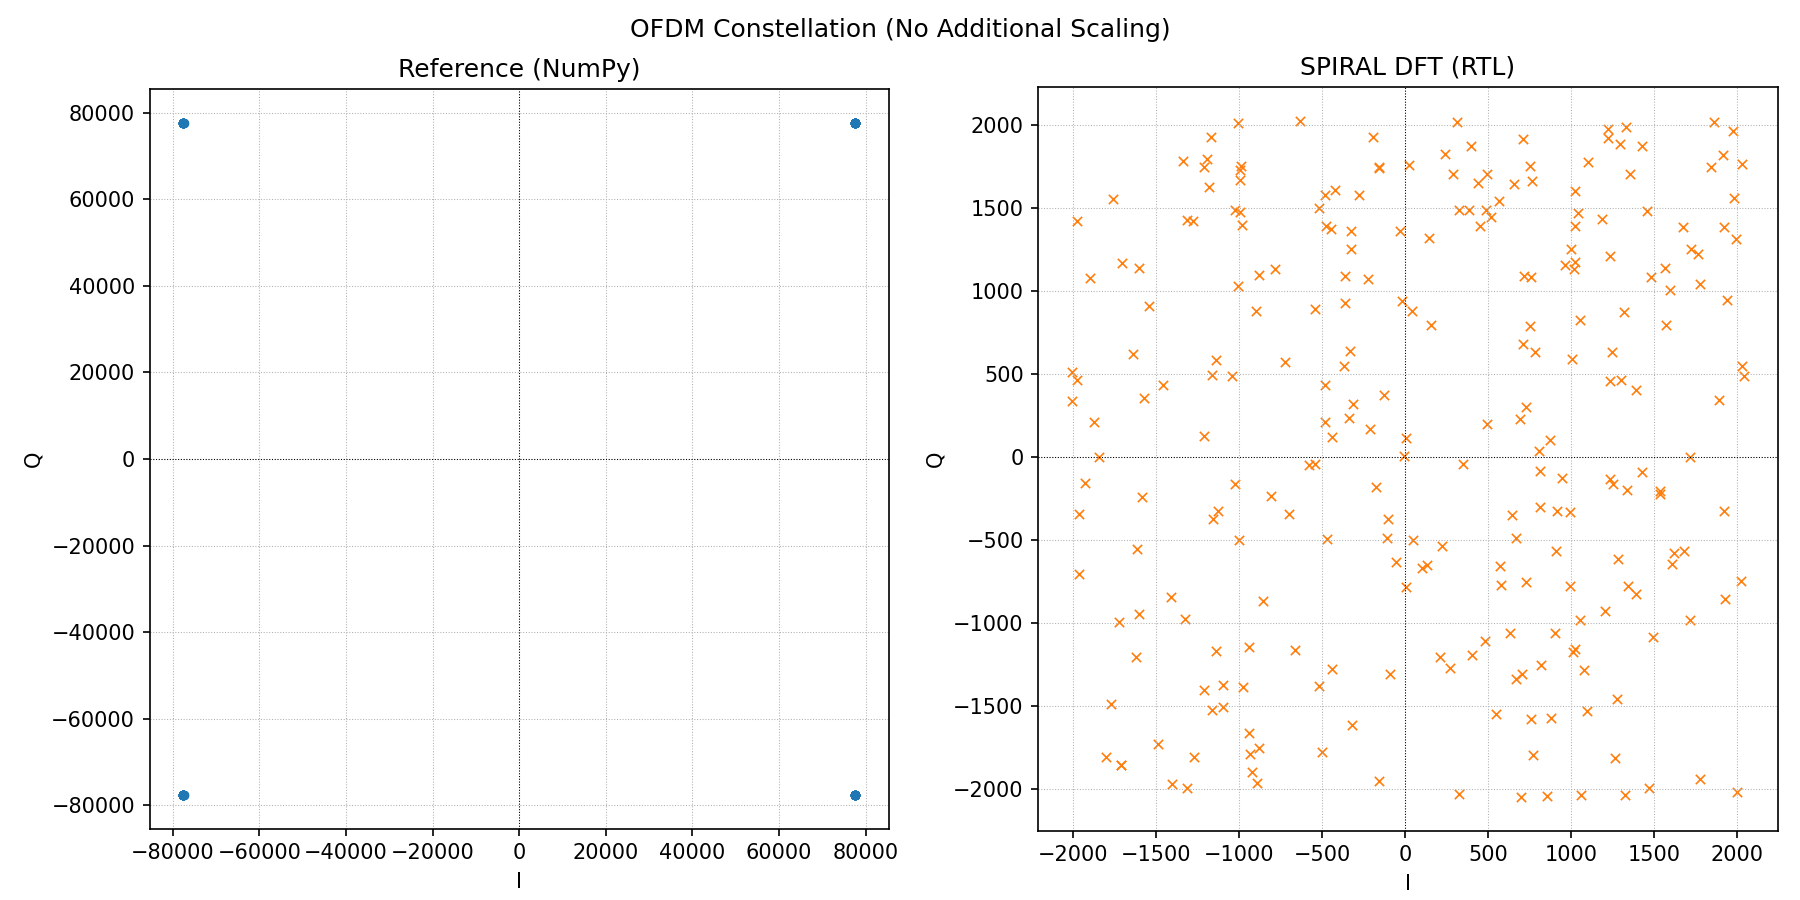 OFDM Constellation (No Additional Scaling)
Reference (NumPy)
80000
60000
40000
20000
0
−20000
−40000
−60000
−80000
Q
−80000 −60000 −40000 −20000 0 20000 40000 60000 80000
I
SPIRAL DFT (RTL)
2000
1500
1000
500
0
−500
−1000
−1500
−2000
Q
−2000 −1500 −1000 −500 0 500 1000 1500 2000
I